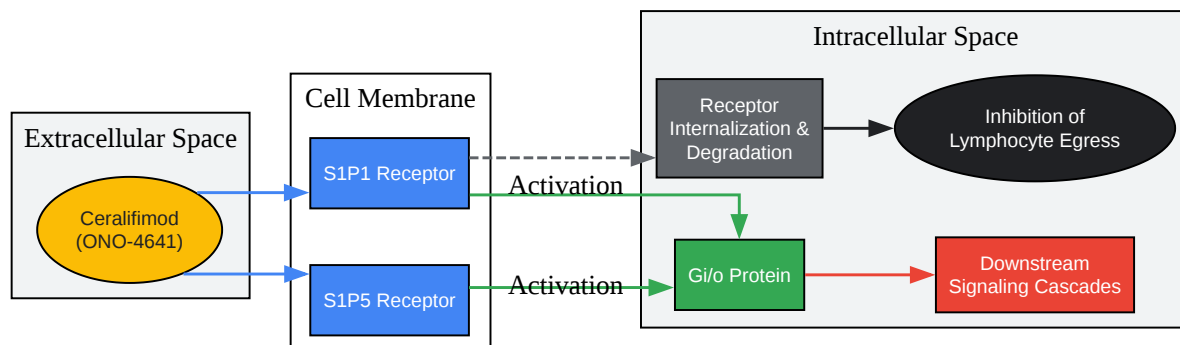 Extracellular Space
Ceralifimod
(ONO-4641)
Cell Membrane
S1P1 Receptor
S1P5 Receptor
Activation
Activation
Intracellular Space
Receptor
Internalization &
Degradation
Inhibition of
Lymphocyte Egress
Gi/o Protein
Downstream
Signaling Cascades